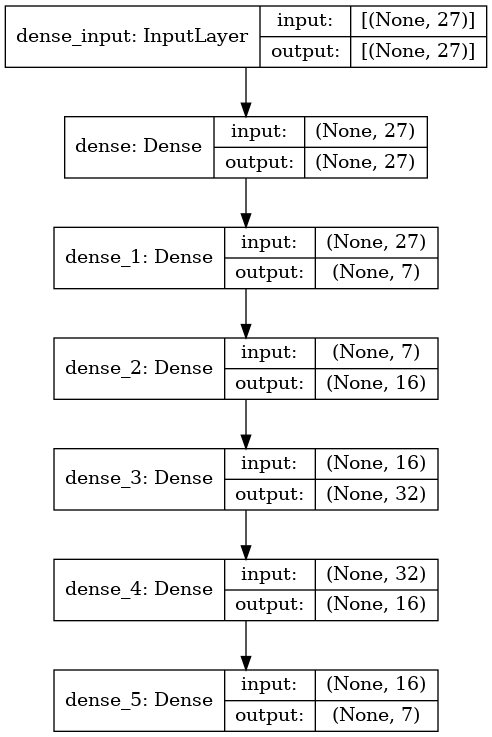 dense_input: InputLayer
input: [(None, 27)]
output: [(None, 27)]
dense: Dense
input: (None, 27)
output: (None, 27)
dense_1: Dense
input: (None, 27)
output: (None, 7)
dense_2: Dense
input: (None, 7)
output: (None, 16)
dense_3: Dense
input: (None, 16)
output: (None, 32)
dense_4: Dense
input: (None, 32)
output: (None, 16)
dense_5: Dense
input: (None, 16)
output: (None, 7)